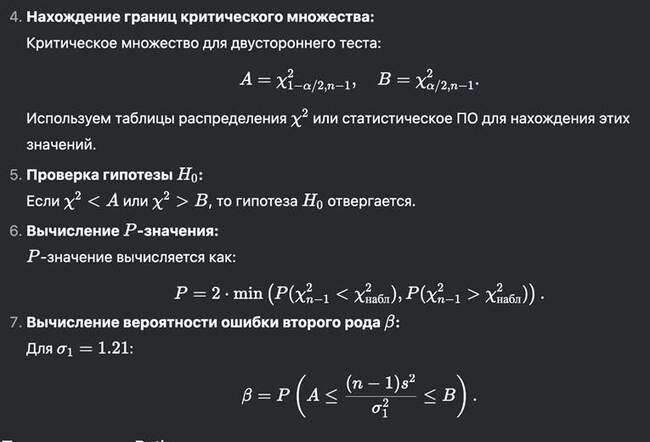 4. Нахождение границ критического множества:
Критическое множество для двустороннего теста:
A = χ²_{1−α/2,n−1},   B = χ²_{α/2,n−1}.
Используем таблицы распределения χ² или статистическое ПО для нахождения этих
значений.
5. Проверка гипотезы H₀:
Если χ² < A или χ² > B, то гипотеза H₀ отвергается.
6. Вычисление P-значения:
P-значение вычисляется как:
P = 2 · min (P(χ²_{n−1} < χ²_{набл}), P(χ²_{n−1} > χ²_{набл})) .
7. Вычисление вероятности ошибки второго рода β:
Для σ₁ = 1.21:
β = P (A ≤ (n − 1)s² / σ₁² ≤ B) .